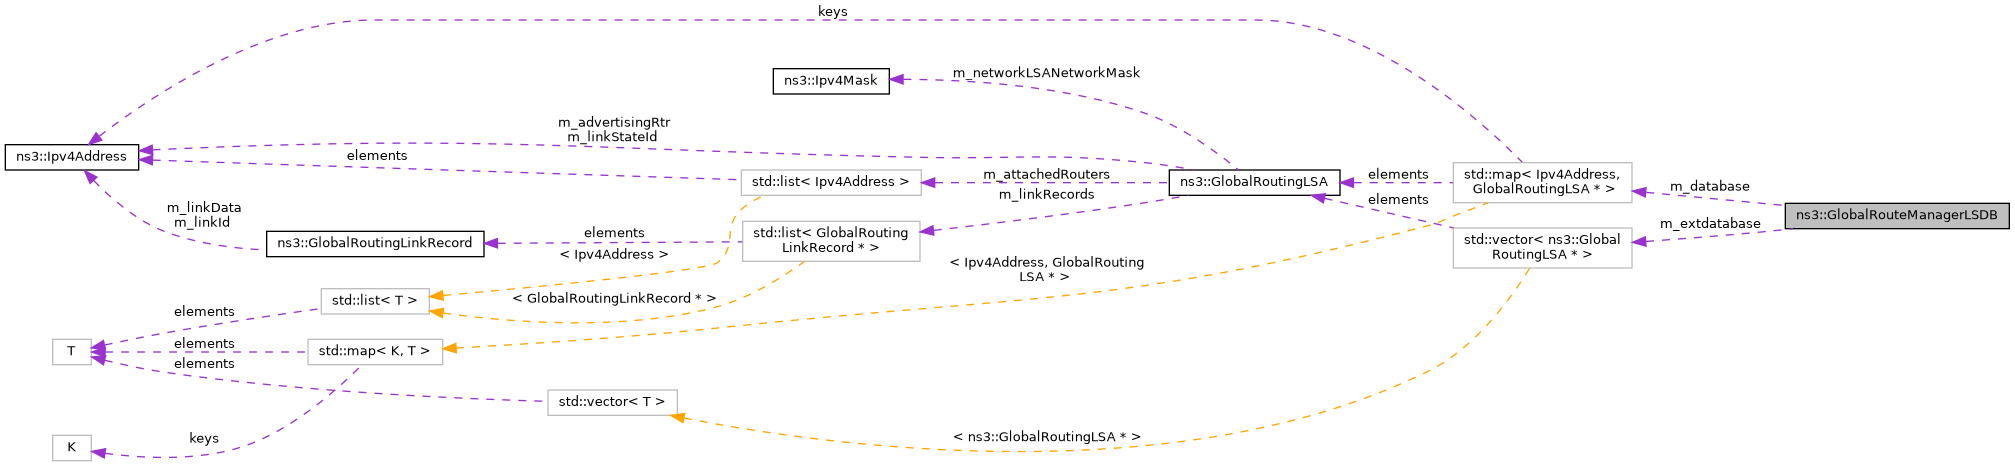 keys
ns3::Ipv4Mask
m_networkLSANetworkMask
m_advertisingRtr
m_linkStateId
ns3::Ipv4Address
elements
std::list< Ipv4Address >
m_attachedRouters
ns3::GlobalRoutingLSA
elements
std::map< Ipv4Address,
GlobalRoutingLSA * >
m_database
m_linkRecords
elements
ns3::GlobalRouteManagerLSDB
m_linkData
m_linkId
ns3::GlobalRoutingLinkRecord
elements
std::list< GlobalRouting
LinkRecord * >
m_extdatabase
std::vector< ns3::Global
RoutingLSA * >
< Ipv4Address >
< Ipv4Address, GlobalRouting
LSA * >
std::list< T >
< GlobalRoutingLinkRecord * >
elements
T
elements
std::map< K, T >
elements
std::vector< T >
keys
K
< ns3::GlobalRoutingLSA * >